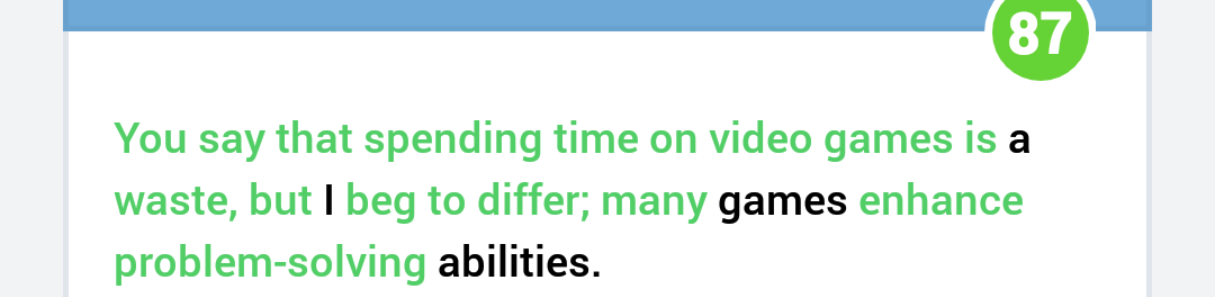 87
You say that spending time on video games is a
waste, but I beg to differ; many games enhance
problem-solving abilities.